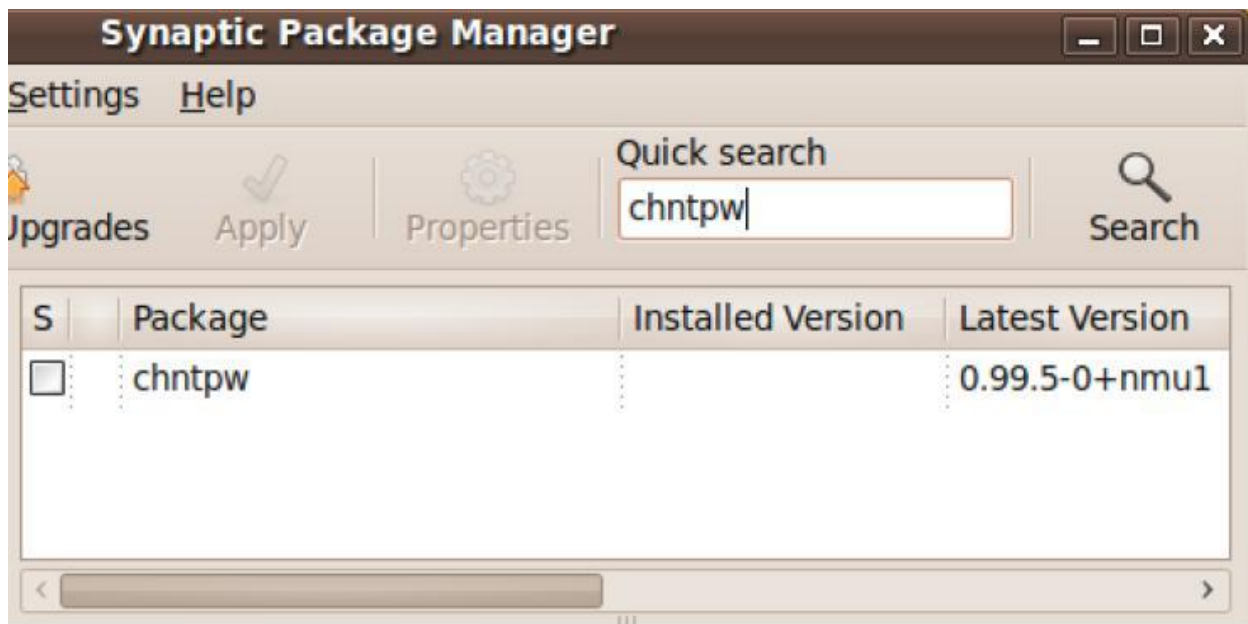 Synaptic Package Manager
Settings Help
Quick search
chntpw
Upgrades Apply Properties Search
S Package Installed Version Latest Version
chntpw 0.99.5-0+nmu1